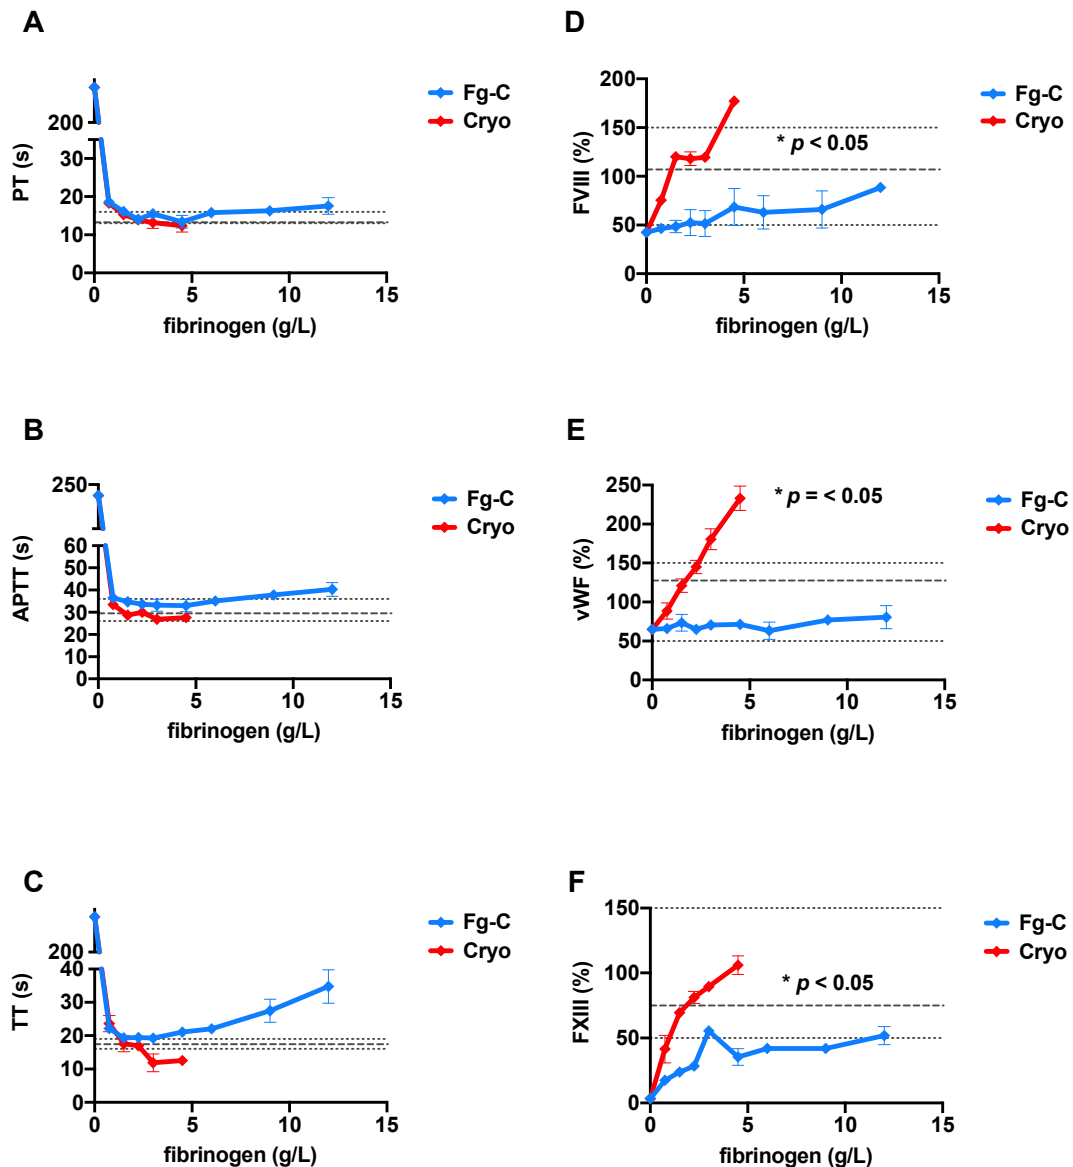 A
PT (s)
200
30
20
10
0
0 5 10 15
fibrinogen (g/L)
Fg-C
Cryo
D
FVIII (%)
200
150
100
50
0
0 5 10 15
fibrinogen (g/L)
* p < 0.05
Fg-C
Cryo
B
APTT (s)
250
60
50
40
30
20
10
0
0 5 10 15
fibrinogen (g/L)
Fg-C
Cryo
E
vWF (%)
250
200
150
100
50
0
0 5 10 15
fibrinogen (g/L)
* p = < 0.05
Fg-C
Cryo
C
TT (s)
200
40
30
20
10
0
0 5 10 15
fibrinogen (g/L)
Fg-C
Cryo
F
FXIII (%)
150
100
50
0
0 5 10 15
fibrinogen (g/L)
* p < 0.05
Fg-C
Cryo